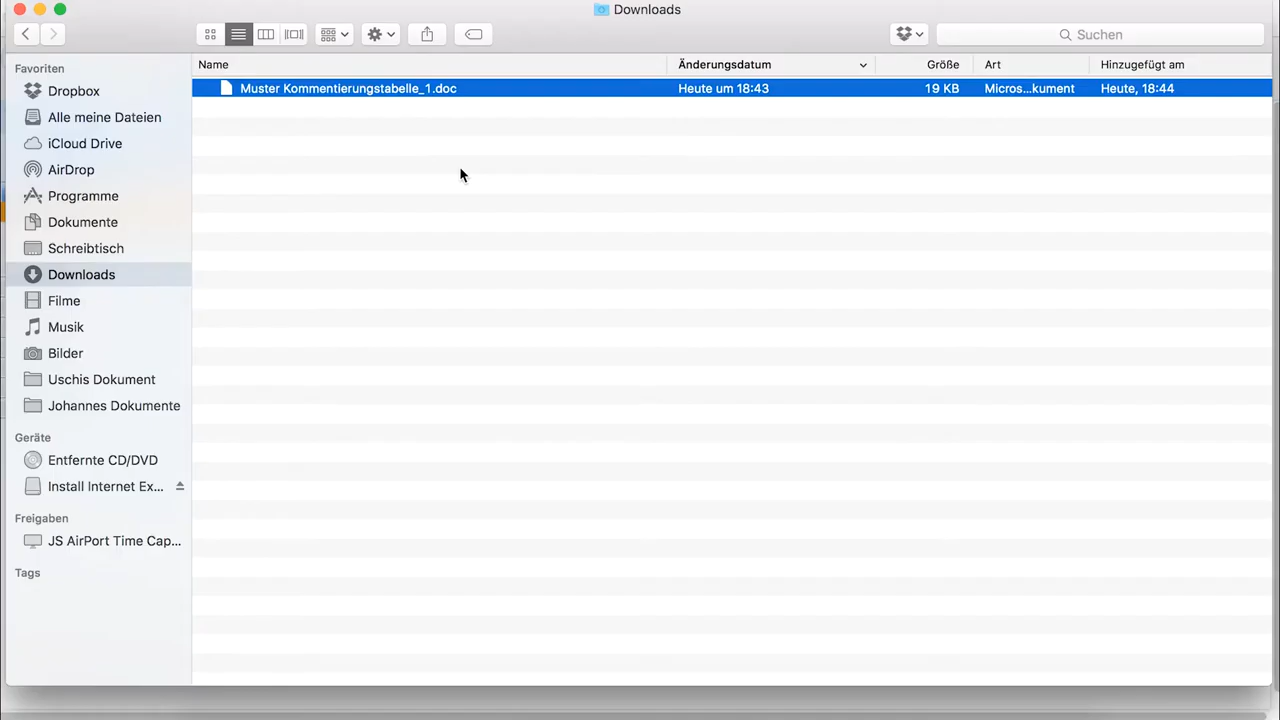 Downloads
Suchen
Favoriten
Dropbox
Alle meine Dateien
iCloud Drive
AirDrop
Programme
Dokumente
Schreibtisch
Downloads
Filme
Musik
Bilder
Uschis Dokument
Johannes Dokumente
Geräte
Entfernte CD/DVD
Install Internet Ex...
Freigaben
JS AirPort Time Cap...
Tags
Name Änderungsdatum Größe Art Hinzugefügt am
Muster Kommentierungstabelle_1.doc Heute um 18:43 19 KB Micros...kument Heute, 18:44